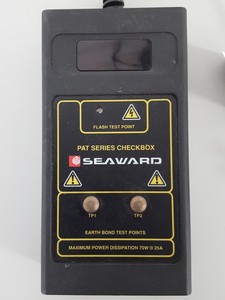 FLASH TEST POINT
PAT SERIES CHECKBOX
SEAWARD
TP1 TP2
EARTH BOND TEST POINTS
MAXIMUM POWER DISSIPATION 70W @ 25A